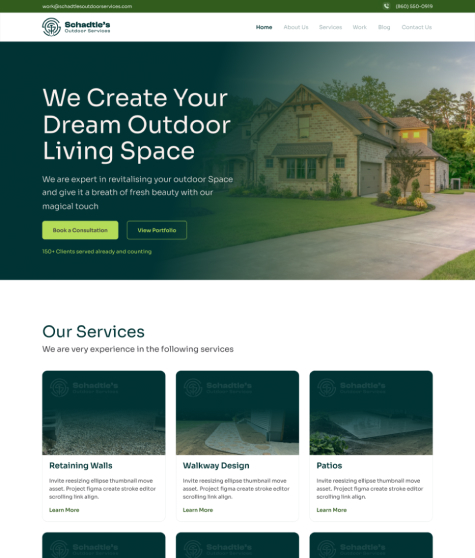 work@schadtlesoutdoorservices.com
(860) 550-0919
Schadtle's
Outdoor Services
Home About Us Services Work Blog Contact Us
We Create Your
Dream Outdoor
Living Space
We are expert in revitalising your outdoor Space
and give it a breath of fresh beauty with our
magical touch
Book a Consultation
View Portfolio
150+ Clients served already and counting
Our Services
We are very experience in the following services
Schadtle's
Outdoor Services
Schadtle's
Outdoor Services
Schadtle's
Outdoor Services
Retaining Walls
Walkway Design
Patios
Invite resizing ellipse thumbnail move
asset. Project figma create stroke editor
scrolling link align.
Invite resizing ellipse thumbnail move
asset. Project figma create stroke editor
scrolling link align.
Invite resizing ellipse thumbnail move
asset. Project figma create stroke editor
scrolling link align.
Learn More
Learn More
Learn More
Schadtle's
Schadtle's
Schadtle's